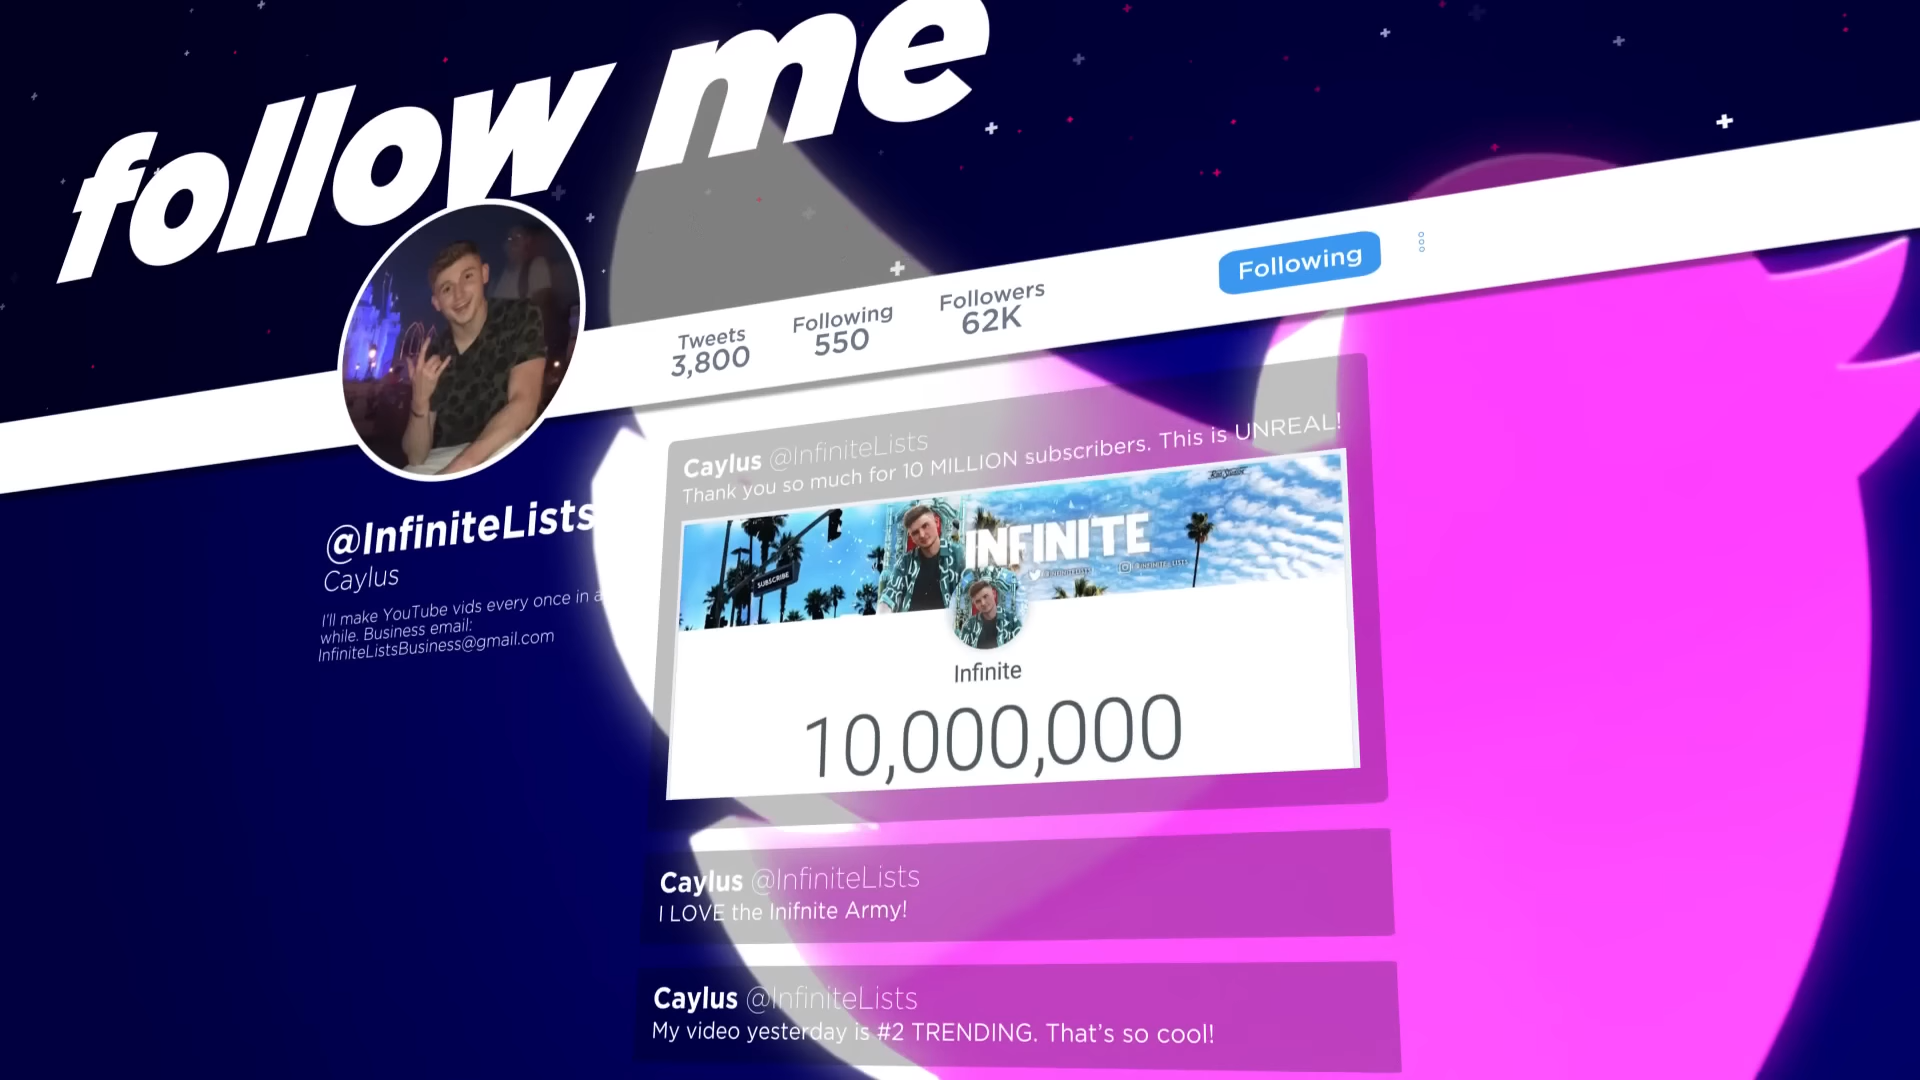 follow me
Tweets
3,800
Following
550
Followers
62K
Following
@InfiniteLists
Caylus
I'll make YouTube vids every once in a
while. Business email:
InfiniteListsBusiness@gmail.com
Caylus @InfiniteLists
Thank you so much for 10 MILLION subscribers. This is UNREAL!
SUBSCRIBE
INFINITE
Infinite
10,000,000
Caylus @InfiniteLists
I LOVE the Inifnite Army!
Caylus @InfiniteLists
My video yesterday is #2 TRENDING. That's so cool!